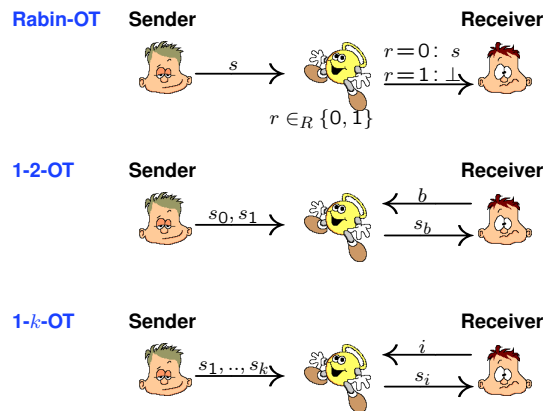 Sender Receiver
Rabin-OT
s
r = 0: s
r = 1: ⊥
r ∈R {0, 1}
1-2-OT Sender Receiver
s0, s1
b
sb
1-k-OT Sender Receiver
s1, .., sk
i
si